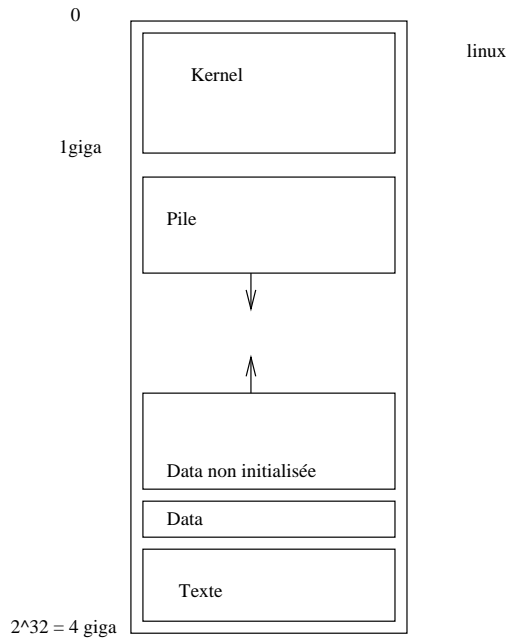 0
linux
Kernel
1giga
Pile
Data non initialisée
Data
Texte
2^32 = 4 giga